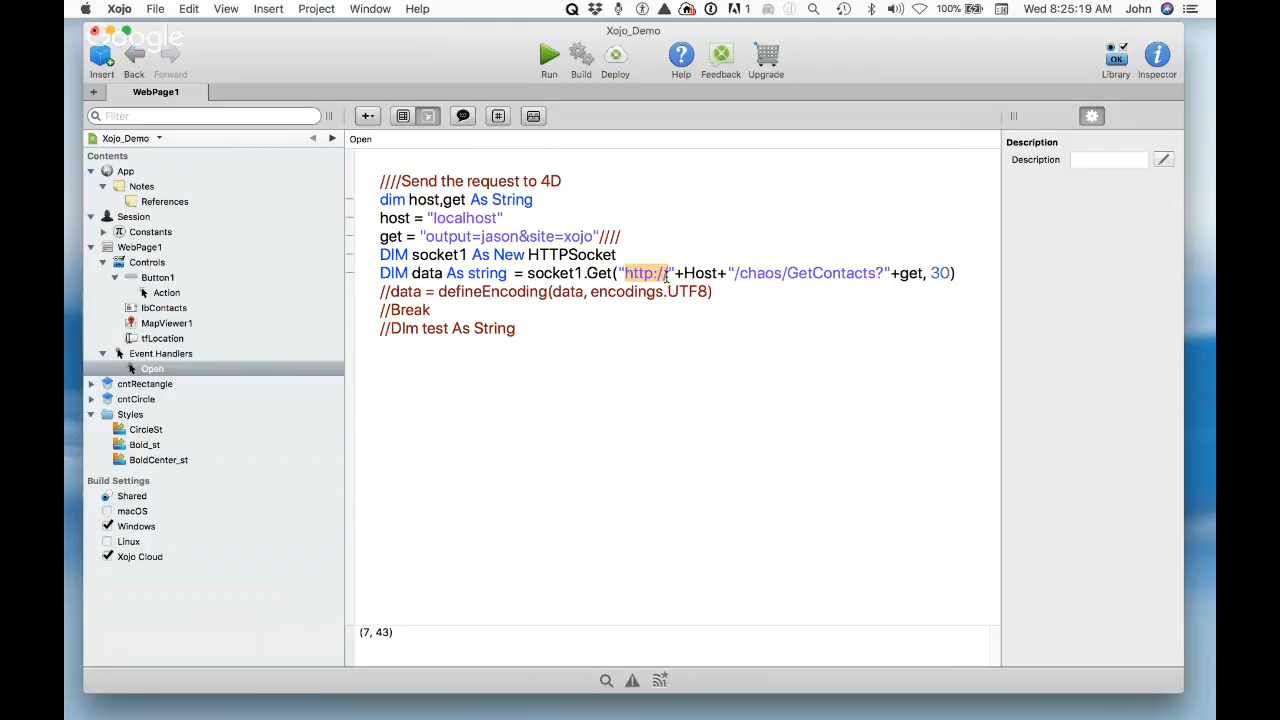 Xojo File Edit View Insert Project Window Help 1 100% Wed 8:25:19 AM John
Google
Xojo_Demo
Insert Back Forward Run Build Deploy Help Feedback Upgrade Library Inspector
OK
+ WebPage1
Filter
Xojo_Demo
Open
Contents
App
Notes
References
Session
Constants
WebPage1
Controls
Button1
Action
lbContacts
MapViewer1
tfLocation
Event Handlers
Open
cntRectangle
cntCircle
Styles
CircleSt
Bold_st
BoldCenter_st
Build Settings
Shared
macOS
Windows
Linux
Xojo Cloud
////Send the request to 4D
dim host,get As String
host = "localhost"
get = "output=jason&site=xojo"////
DIM socket1 As New HTTPSocket
DIM data As string = socket1.Get("http://"+Host+"/chaos/GetContacts?"+get, 30)
//data = defineEncoding(data, encodings.UTF8)
//Break
//DIm test As String
(7, 43)
Description
Description